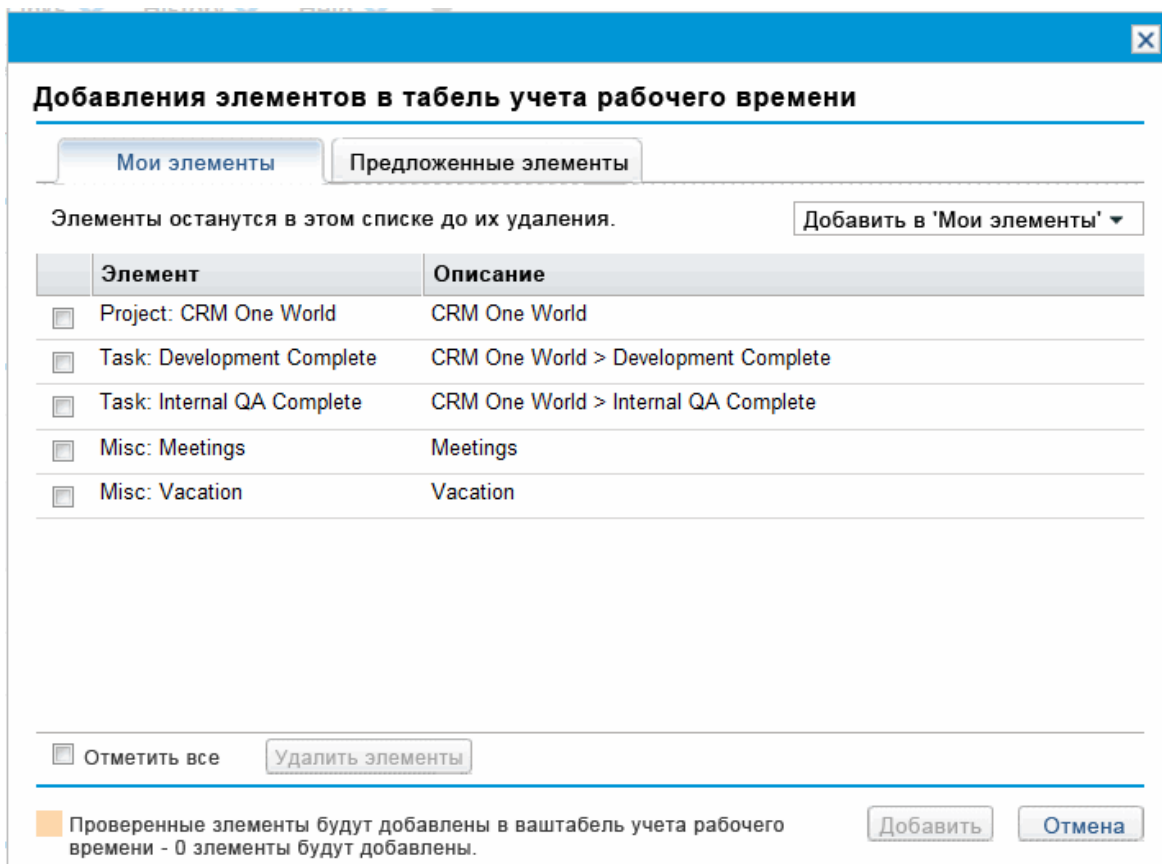 Добавления элементов в табель учета рабочего времени
Мои элементы Предложенные элементы
Элементы останутся в этом списке до их удаления. Добавить в 'Мои элементы'
Элемент Описание
Project: CRM One World CRM One World
Task: Development Complete CRM One World > Development Complete
Task: Internal QA Complete CRM One World > Internal QA Complete
Misc: Meetings Meetings
Misc: Vacation Vacation
Отметить все Удалить элементы
Проверенные элементы будут добавлены в ваштабель учета рабочего Добавить Отмена
времени - 0 элементы будут добавлены.